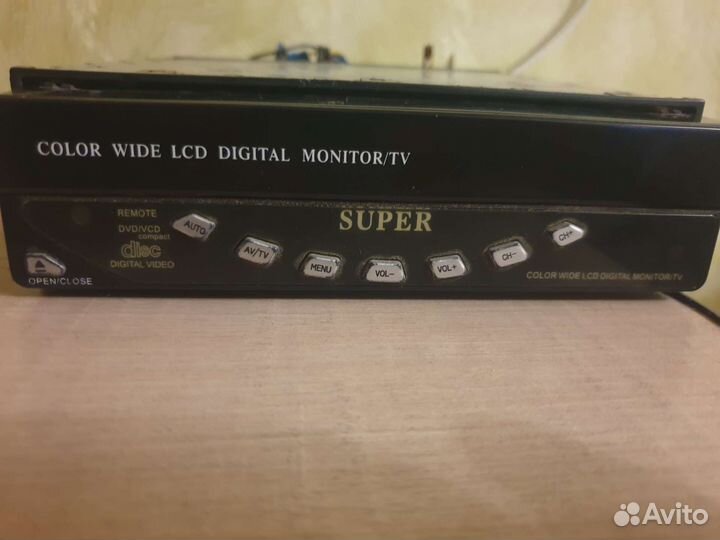 COLOR WIDE LCD DIGITAL MONITOR/TV
REMOTE
DVD/VCD
compact
disc
DIGITAL VIDEO
OPEN/CLOSE
AUTO
SUPER
AV/TV
MENU
VOL-
VOL+
CH-
CH+
COLOR WIDE LCD DIGITAL MONITOR/TV
Avito